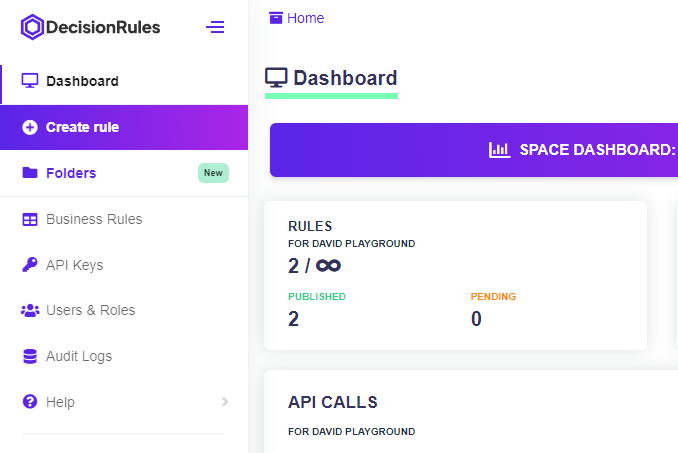 DecisionRules
Dashboard
Create rule
Folders
New
Business Rules
API Keys
Users & Roles
Audit Logs
Help
Home
Dashboard
SPACE DASHBOARD:
RULES
FOR DAVID PLAYGROUND
2 / ∞
PUBLISHED
PENDING
2
0
API CALLS
FOR DAVID PLAYGROUND